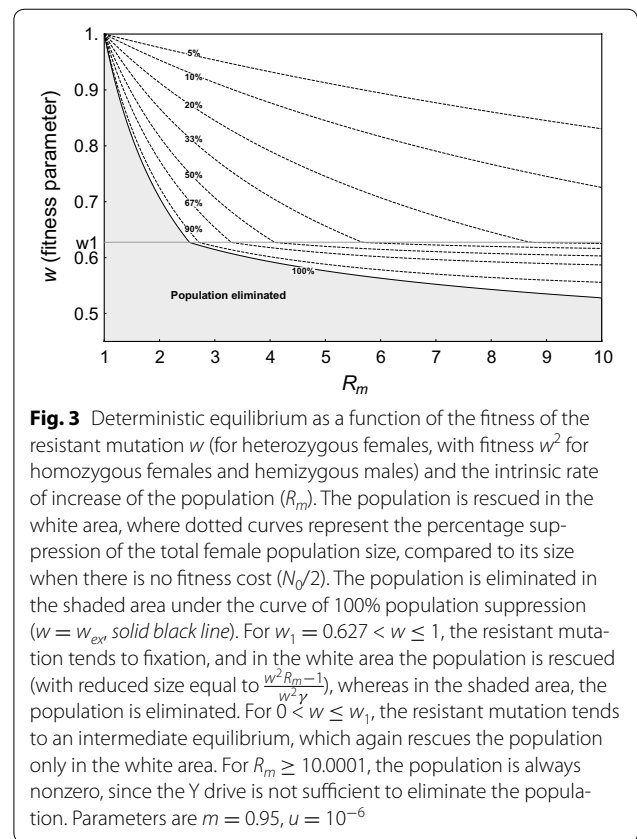 1.
0.9
0.8
0.7
w1
0.6
0.5
w (fitness parameter)
5%
10%
20%
33%
50%
67%
90%
100%
Population eliminated
1 2 3 4 5 6 7 8 9 10
Rₘ
Fig. 3 Deterministic equilibrium as a function of the fitness of the
resistant mutation w (for heterozygous females, with fitness w² for
homozygous females and hemizygous males) and the intrinsic rate
of increase of the population (Rₘ). The population is rescued in the
white area, where dotted curves represent the percentage sup-
pression of the total female population size, compared to its size
when there is no fitness cost (N₀/2). The population is eliminated in
the shaded area under the curve of 100% population suppression
(w = wₑₓ, solid black line). For w₁ = 0.627 < w ≤ 1, the resistant muta-
tion tends to fixation, and in the white area the population is rescued
(with reduced size equal to (w²Rₘ−1)/(w²γ)), whereas in the shaded area, the
population is eliminated. For 0 < w ≤ w₁, the resistant mutation tends
to an intermediate equilibrium, which again rescues the population
only in the white area. For Rₘ ≥ 10.0001, the population is always
nonzero, since the Y drive is not sufficient to eliminate the popula-
tion. Parameters are m = 0.95, u = 10⁻⁶